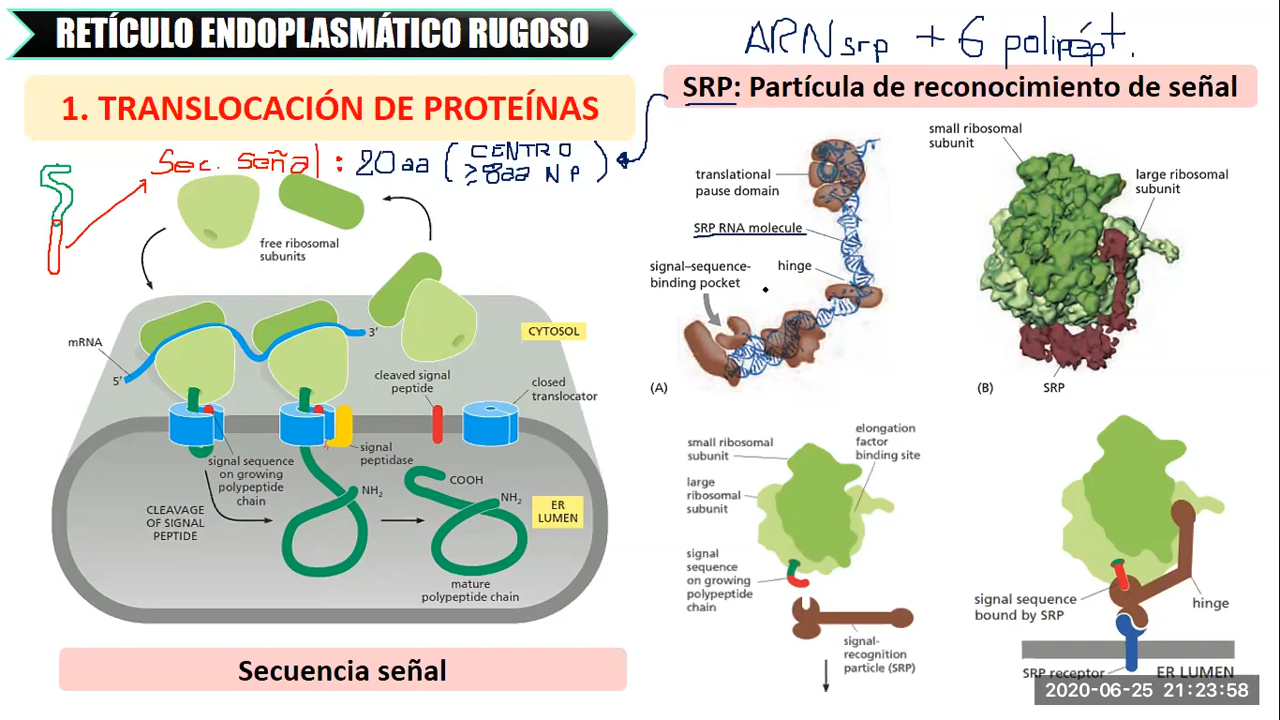 RETÍCULO ENDOPLASMÁTICO RUGOSO
ARNsrp + 6 polipépt.
1. TRANSLOCACIÓN DE PROTEÍNAS
SRP: Partícula de reconocimiento de señal
Sec. señal : 20aa ( CENTRO
≥8aa NP )
free ribosomal
subunits
mRNA
5'
3'
CYTOSOL
cleaved signal
peptide
closed
translocator
signal sequence
on growing
polypeptide
chain
signal
peptidase
CLEAVAGE
OF SIGNAL
PEPTIDE
NH2
COOH
NH2
ER
LUMEN
mature
polypeptide chain
Secuencia señal
translational
pause domain
SRP RNA molecule
signal–sequence-
binding pocket
hinge
(A)
small ribosomal
subunit
large ribosomal
subunit
(B)
SRP
small ribosomal
subunit
elongation
factor
binding site
large
ribosomal
subunit
signal
sequence
on growing
polypeptide
chain
signal-
recognition
particle (SRP)
signal sequence
bound by SRP
hinge
SRP receptor
ER LUMEN
2020-06-25 21:23:58